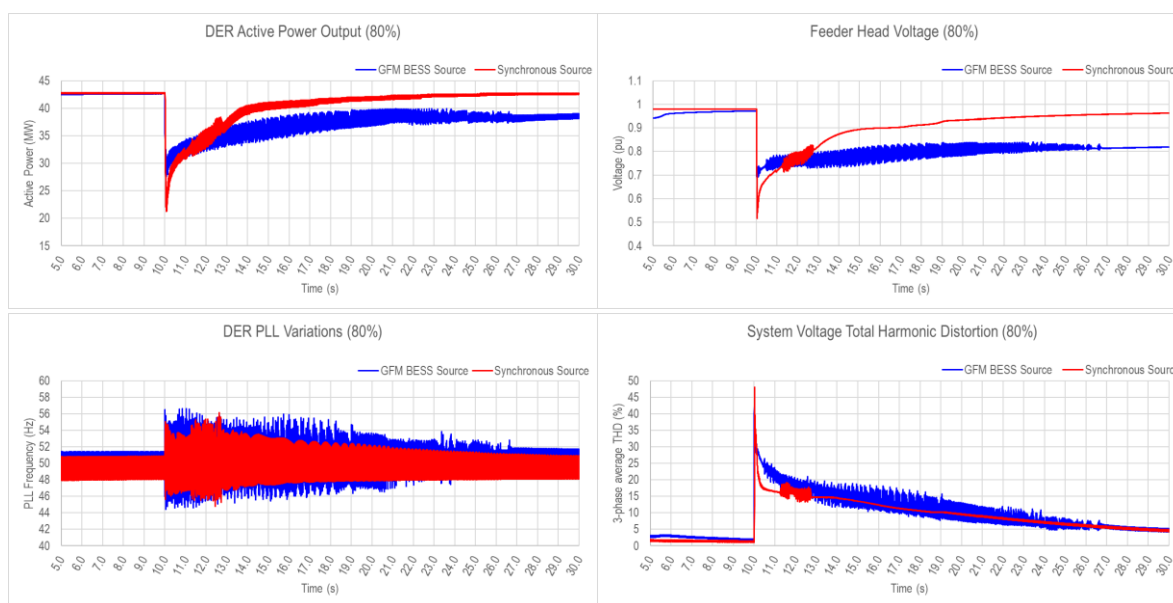 DER Active Power Output (80%)
GFM BESS Source Synchronous Source
45
40
35
30
25
20
15
Active Power (MW)
5.0 6.0 7.0 8.0 9.0 10.0 11.0 12.0 13.0 14.0 15.0 16.0 17.0 18.0 19.0 20.0 21.0 22.0 23.0 24.0 25.0 26.0 27.0 28.0 29.0 30.0
Time (s)
Feeder Head Voltage (80%)
GFM BESS Source Synchronous Source
1.1
1
0.9
0.8
0.7
0.6
0.5
0.4
Voltage (pu)
5.0 6.0 7.0 8.0 9.0 10.0 11.0 12.0 13.0 14.0 15.0 16.0 17.0 18.0 19.0 20.0 21.0 22.0 23.0 24.0 25.0 26.0 27.0 28.0 29.0 30.0
Time (s)
DER PLL Variations (80%)
GFM BESS Source Synchronous Source
60
58
56
54
52
50
48
46
44
42
40
PLL Frequency (Hz)
5.0 6.0 7.0 8.0 9.0 10.0 11.0 12.0 13.0 14.0 15.0 16.0 17.0 18.0 19.0 20.0 21.0 22.0 23.0 24.0 25.0 26.0 27.0 28.0 29.0 30.0
Time (s)
System Voltage Total Harmonic Distortion (80%)
GFM BESS Source Synchronous Source
50
45
40
35
30
25
20
15
10
5
0
3-phase average THD (%)
5.0 6.0 7.0 8.0 9.0 10.0 11.0 12.0 13.0 14.0 15.0 16.0 17.0 18.0 19.0 20.0 21.0 22.0 23.0 24.0 25.0 26.0 27.0 28.0 29.0 30.0
Time (s)